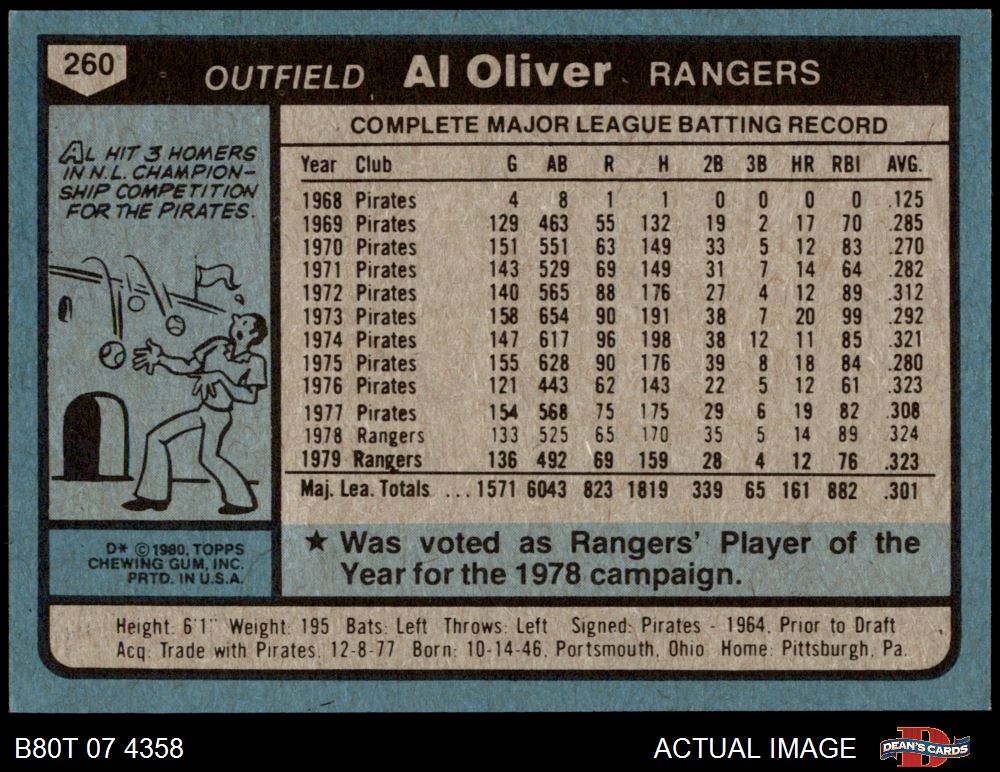 260
OUTFIELD Al Oliver RANGERS
AL HIT 3 HOMERS
IN N.L. CHAMPION-
SHIP COMPETITION
FOR THE PIRATES.
D* ©1980, TOPPS
CHEWING GUM, INC.
PRTD. IN U.S.A.
COMPLETE MAJOR LEAGUE BATTING RECORD
Year Club G AB R H 2B 3B HR RBI AVG.
1968 Pirates 4 8 1 1 0 0 0 0 .125
1969 Pirates 129 463 55 132 19 2 17 70 .285
1970 Pirates 151 551 63 149 33 5 12 83 .270
1971 Pirates 143 529 69 149 31 7 14 64 .282
1972 Pirates 140 565 88 176 27 4 12 89 .312
1973 Pirates 158 654 90 191 38 7 20 99 .292
1974 Pirates 147 617 96 198 38 12 11 85 .321
1975 Pirates 155 628 90 176 39 8 18 84 .280
1976 Pirates 121 443 62 143 22 5 12 61 .323
1977 Pirates 154 568 75 175 29 6 19 82 .308
1978 Rangers 133 525 65 170 35 5 14 89 324
1979 Rangers 136 492 69 159 28 4 12 76 .323
Maj. Lea. Totals ...1571 6043 823 1819 339 65 161 882 .301
★ Was voted as Rangers' Player of the
Year for the 1978 campaign.
Height: 6'1" Weight: 195 Bats: Left Throws: Left Signed: Pirates - 1964, Prior to Draft
Acq: Trade with Pirates, 12-8-77 Born: 10-14-46, Portsmouth, Ohio Home: Pittsburgh, Pa.
B80T 07 4358
ACTUAL IMAGE
D
DEAN'S CARDS